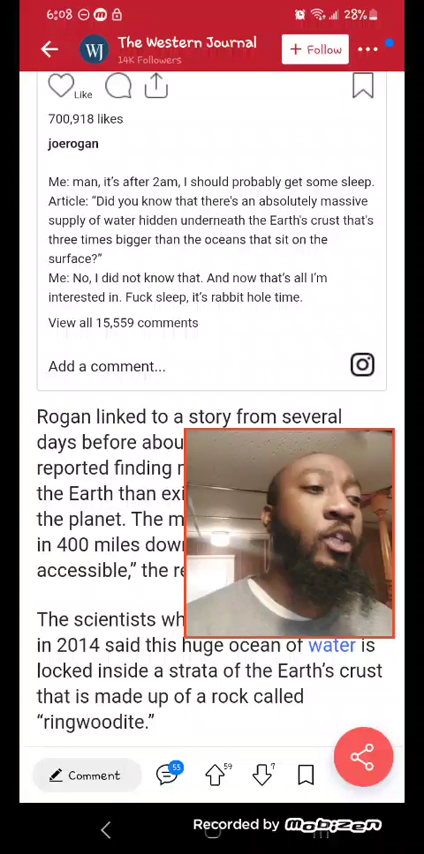 6:08
28%
The Western Journal
+ Follow
14K Followers
WJ
Like
700,918 likes
joerogan
Me: man, it's after 2am, I should probably get some sleep.
Article: “Did you know that there's an absolutely massive
supply of water hidden underneath the Earth's crust that's
three times bigger than the oceans that sit on the
surface?”
Me: No, I did not know that. And now that's all I'm
interested in. Fuck sleep, it's rabbit hole time.
View all 15,559 comments
Add a comment...
Rogan linked to a story from several
days before
reported finding
the Earth than
the planet. The
in 400 miles
accessible,” the
The scientists
in 2014 said this huge ocean of water is
locked inside a strata of the Earth’s crust
that is made up of a rock called
“ringwoodite.”
Comment
55
59
7
Recorded by mobizen